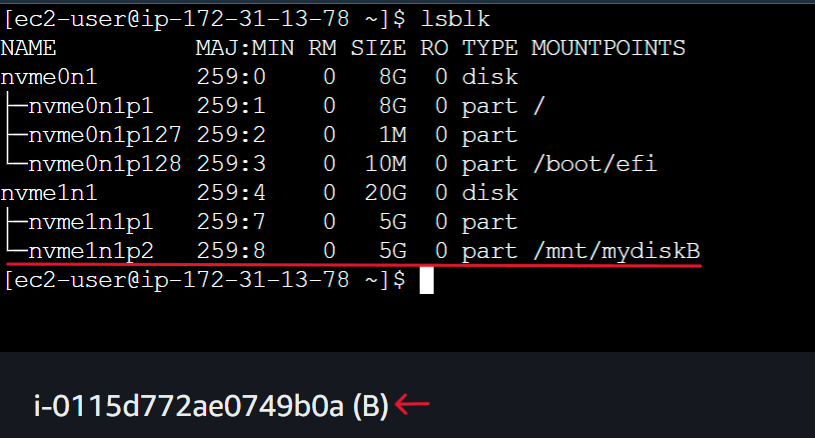 [ec2-user@ip-172-31-13-78 ~]$ lsblk
NAME          MAJ:MIN RM SIZE RO TYPE MOUNTPOINTS
nvme0n1       259:0    0   8G  0 disk
├─nvme0n1p1   259:1    0   8G  0 part /
├─nvme0n1p127 259:2    0   1M  0 part
└─nvme0n1p128 259:3    0  10M  0 part /boot/efi
nvme1n1       259:4    0  20G  0 disk
├─nvme1n1p1   259:7    0   5G  0 part
└─nvme1n1p2   259:8    0   5G  0 part /mnt/mydiskB
[ec2-user@ip-172-31-13-78 ~]$
i-0115d772ae0749b0a (B)